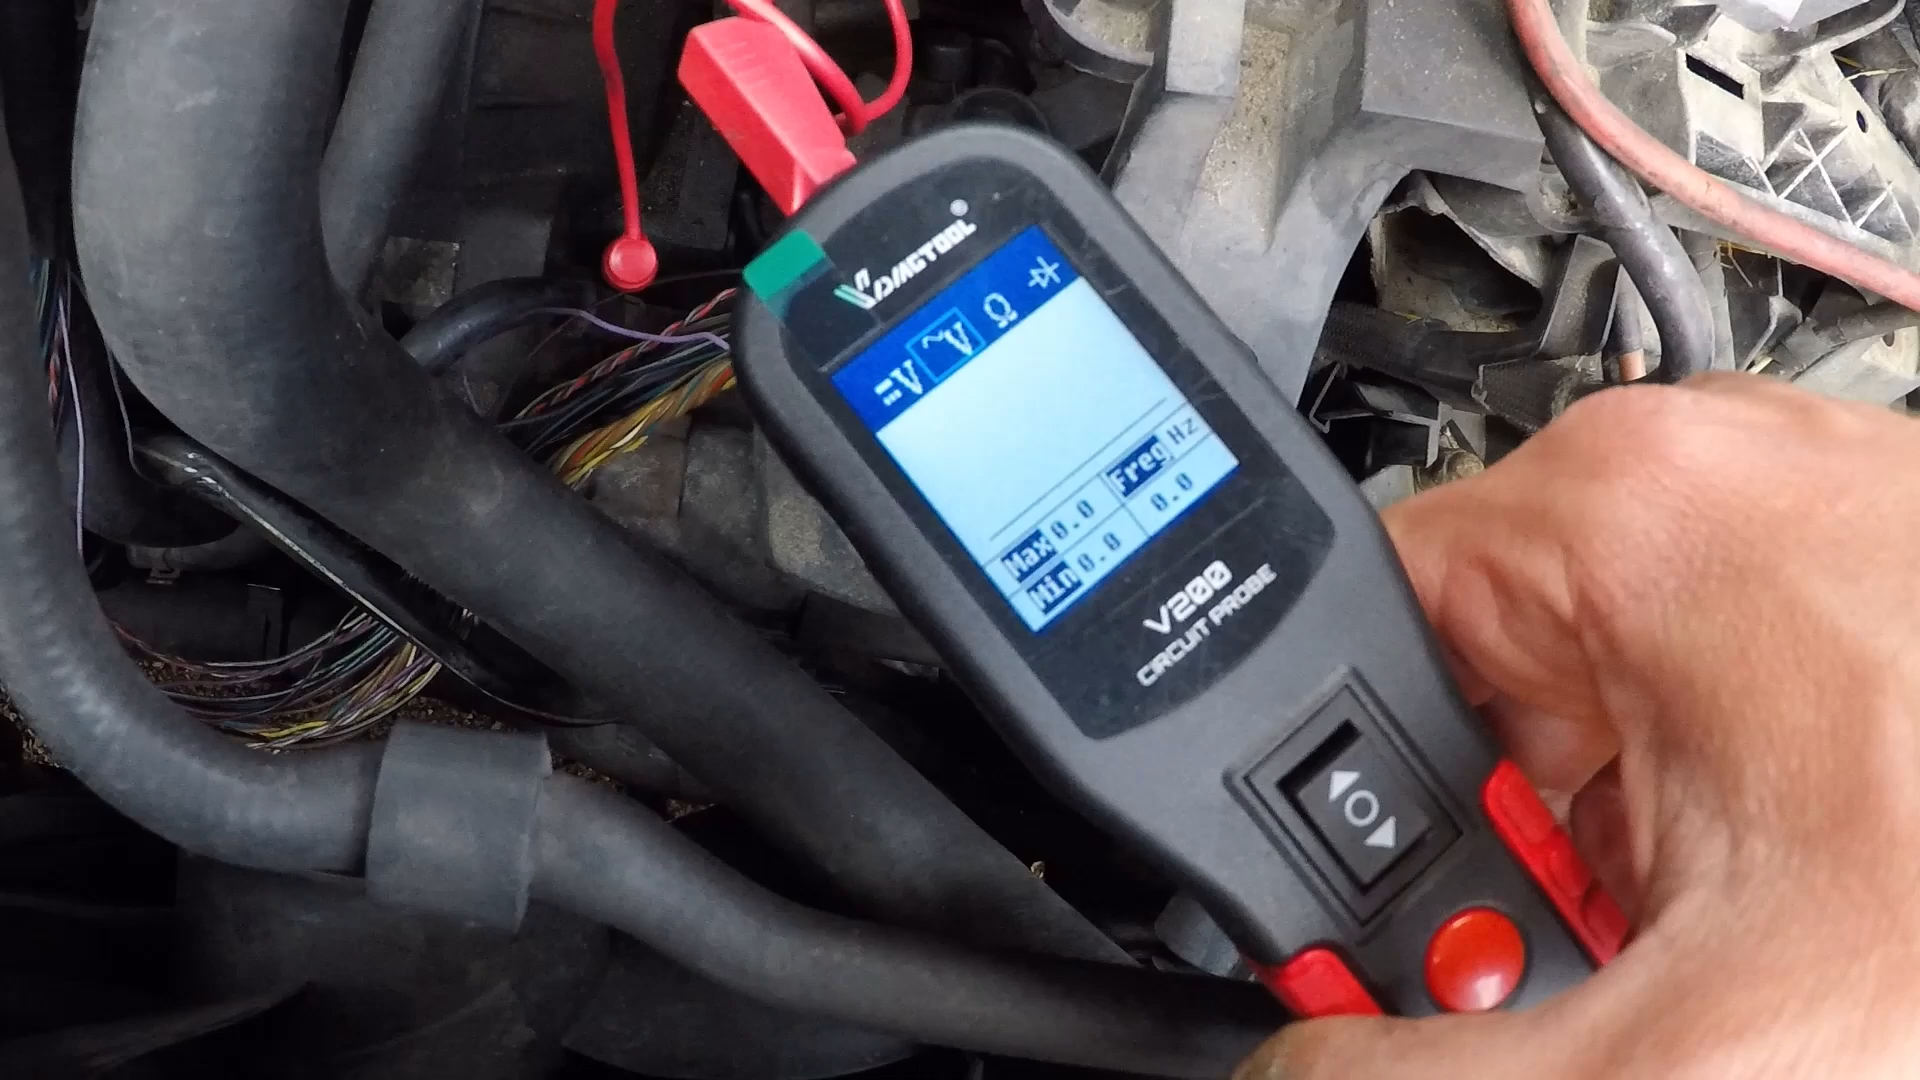 VDIAGTOOL®
⎓V ~V Ω
Hz
Max 0.0 Freq
Min 0.0 0.0
V200
CIRCUIT PROBE